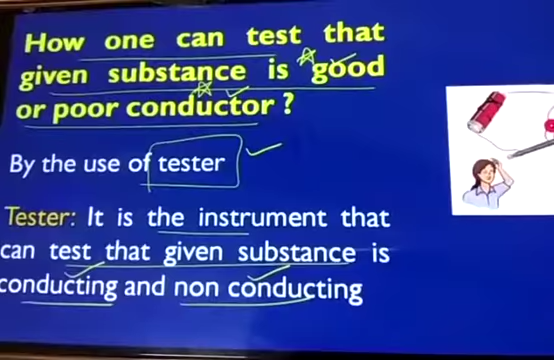 How one can test that
given substance is good
or poor conductor ?
By the use of tester
Tester: It is the instrument that
can test that given substance is
conducting and non conducting